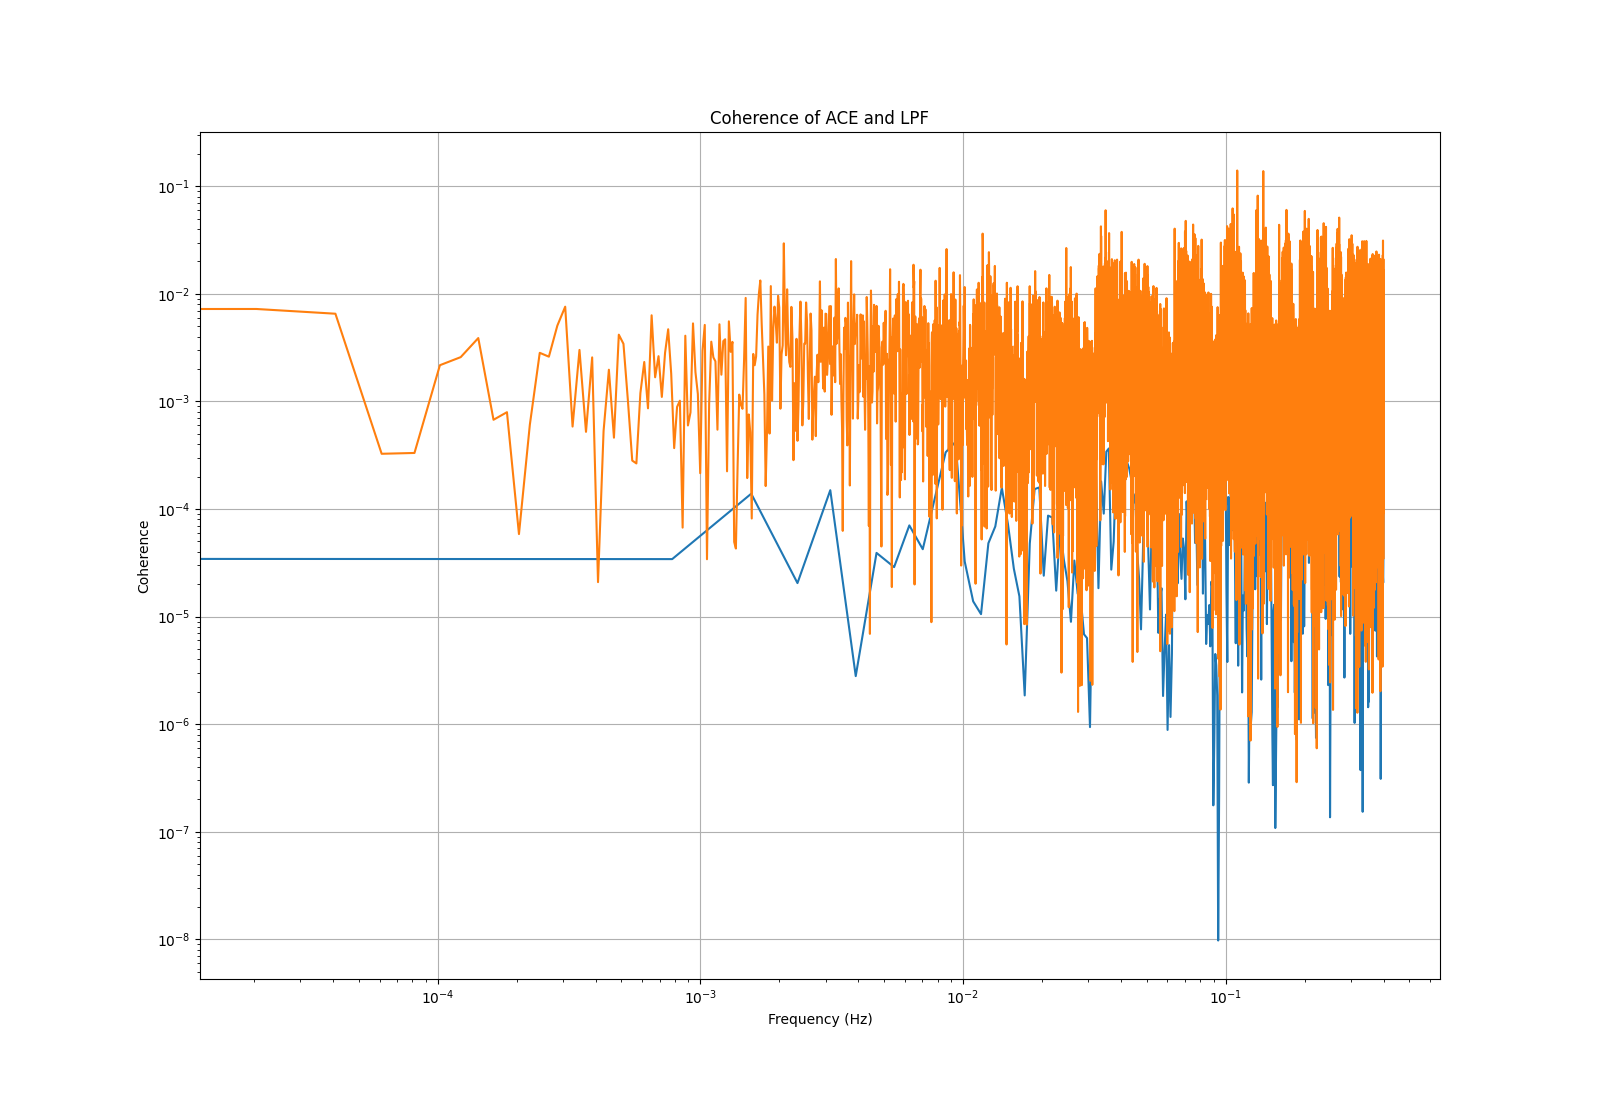 Coherence of ACE and LPF
Coherence
10⁻¹
10⁻²
10⁻³
10⁻⁴
10⁻⁵
10⁻⁶
10⁻⁷
10⁻⁸
10⁻⁴ 10⁻³ 10⁻² 10⁻¹
Frequency (Hz)